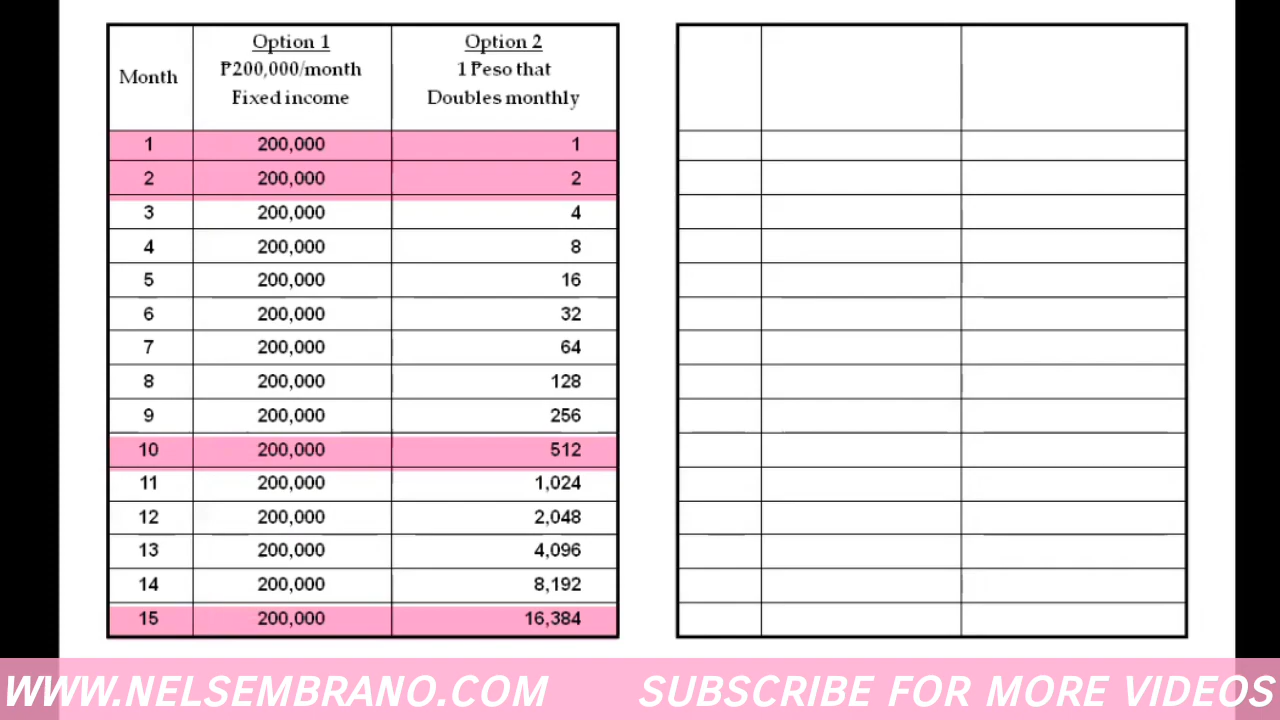 Month
Option 1
₱200,000/month
Fixed income
Option 2
1 ₱eso that
Doubles monthly
1 200,000 1
2 200,000 2
3 200,000 4
4 200,000 8
5 200,000 16
6 200,000 32
7 200,000 64
8 200,000 128
9 200,000 256
10 200,000 512
11 200,000 1,024
12 200,000 2,048
13 200,000 4,096
14 200,000 8,192
15 200,000 16,384
WWW.NELSEMBRANO.COM SUBSCRIBE FOR MORE VIDEOS